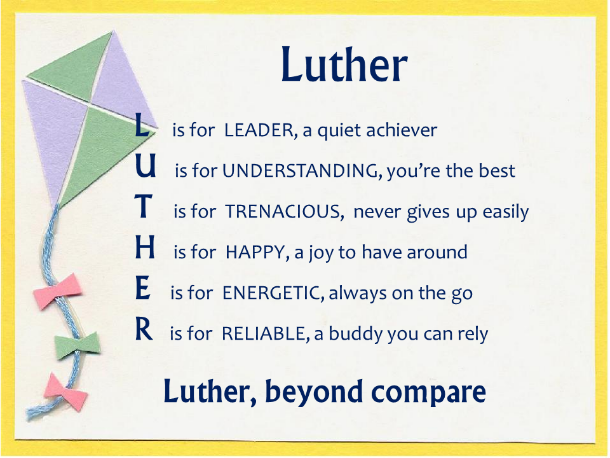 Luther
L is for LEADER, a quiet achiever
U is for UNDERSTANDING, you're the best
T is for TRENACIOUS, never gives up easily
H is for HAPPY, a joy to have around
E is for ENERGETIC, always on the go
R is for RELIABLE, a buddy you can rely
Luther, beyond compare